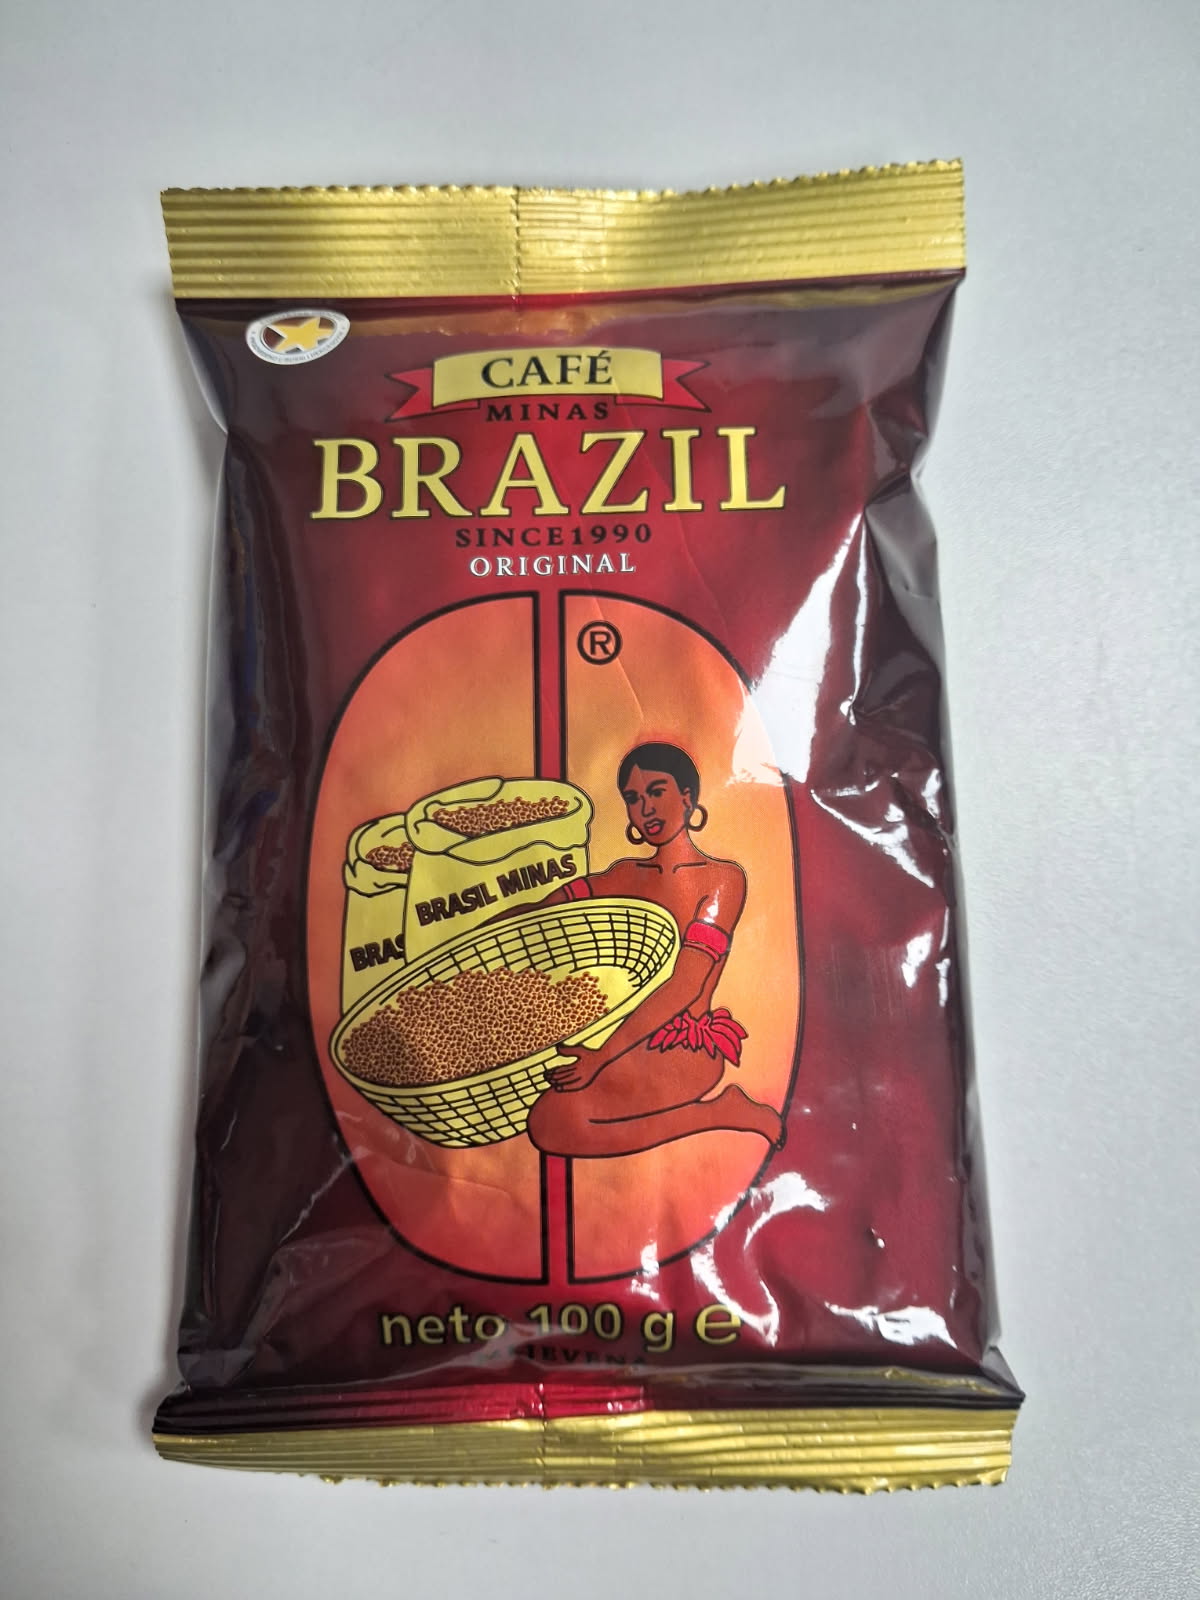 CAFÉ
MINAS
BRAZIL
SINCE1990
ORIGINAL
®
BRASIL MINAS
BRAS
neto 100 g e